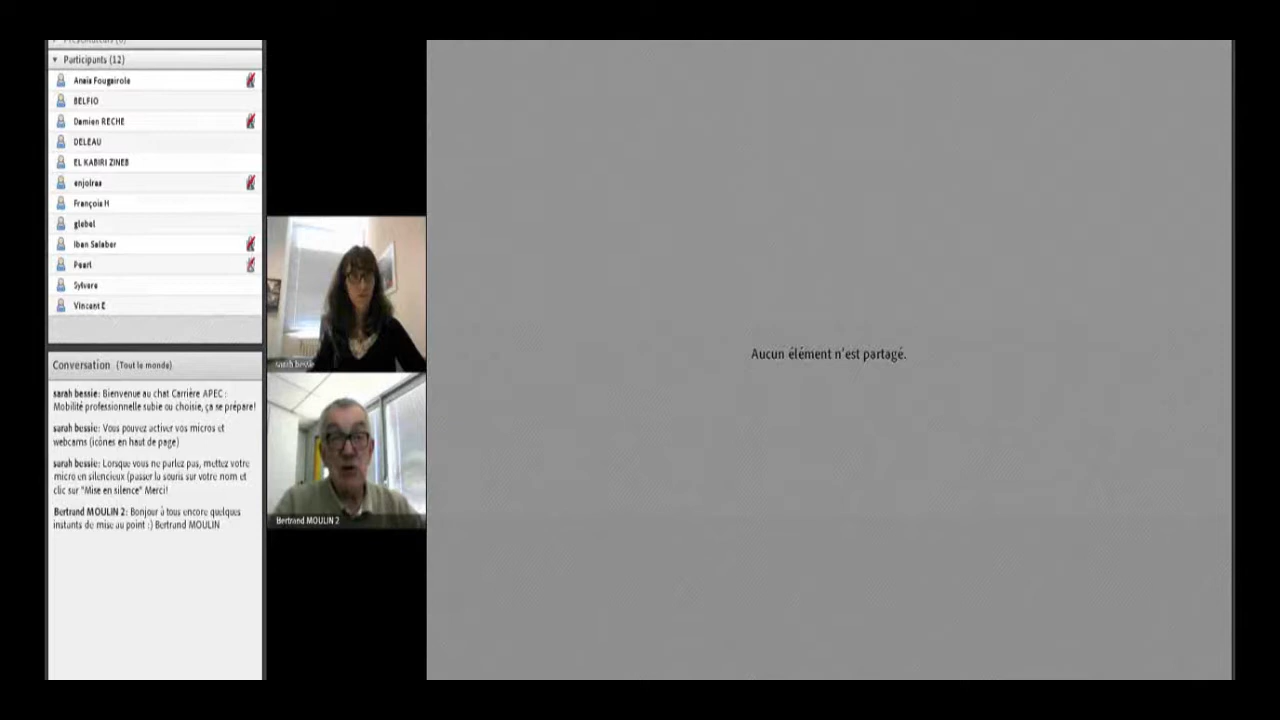 Participants (12)
Anais Fougairole
BELFIO
Damien RECHE
DELEAU
EL KABIRI ZINEB
enjolras
François H
glebel
Iban Salaber
Pearl
Sylvere
Vincent E
sarah bessie
Bertrand MOULIN 2
Conversation (Tout le monde)
sarah bessie: Bienvenue au chat Carrière APEC :
Mobilité professionnelle subie ou choisie, ça se prépare!
sarah bessie: Vous pouvez activer vos micros et
webcams (icônes en haut de page)
sarah bessie: Lorsque vous ne parlez pas, mettez votre
micro en silencieux (passer la souris sur votre nom et
clic sur "Mise en silence" Merci!
Bertrand MOULIN 2: Bonjour à tous encore quelques
instants de mise au point :) Bertrand MOULIN
Aucun élément n'est partagé.